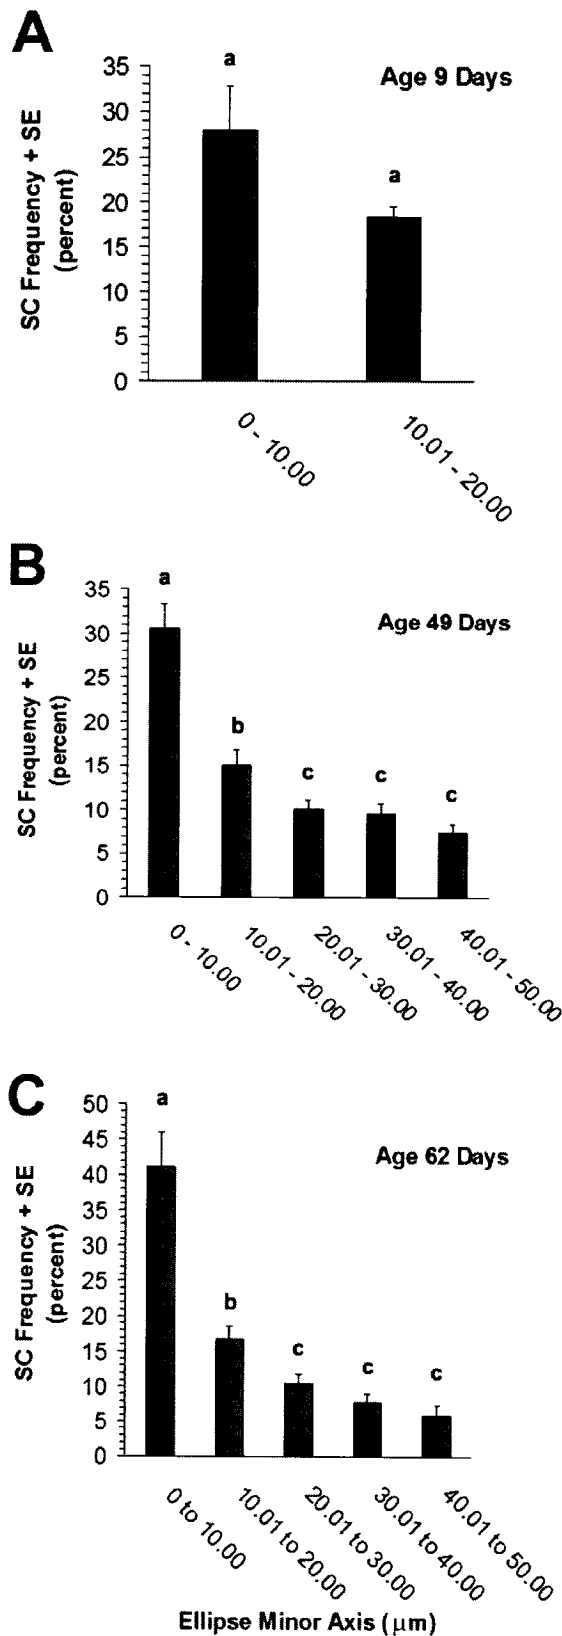 A
Age 9 Days
SC Frequency + SE
(percent)
35
30
25
20
15
10
5
0
a
a
0 - 10.00
10.01 - 20.00
B
Age 49 Days
SC Frequency + SE
(percent)
35
30
25
20
15
10
5
0
a
b
c
c
c
0 - 10.00
10.01 - 20.00
20.01 - 30.00
30.01 - 40.00
40.01 - 50.00
C
Age 62 Days
SC Frequency + SE
(percent)
50
45
40
35
30
25
20
15
10
5
0
a
b
c
c
c
0 to 10.00
10.01 to 20.00
20.01 to 30.00
30.01 to 40.00
40.01 to 50.00
Ellipse Minor Axis (μm)